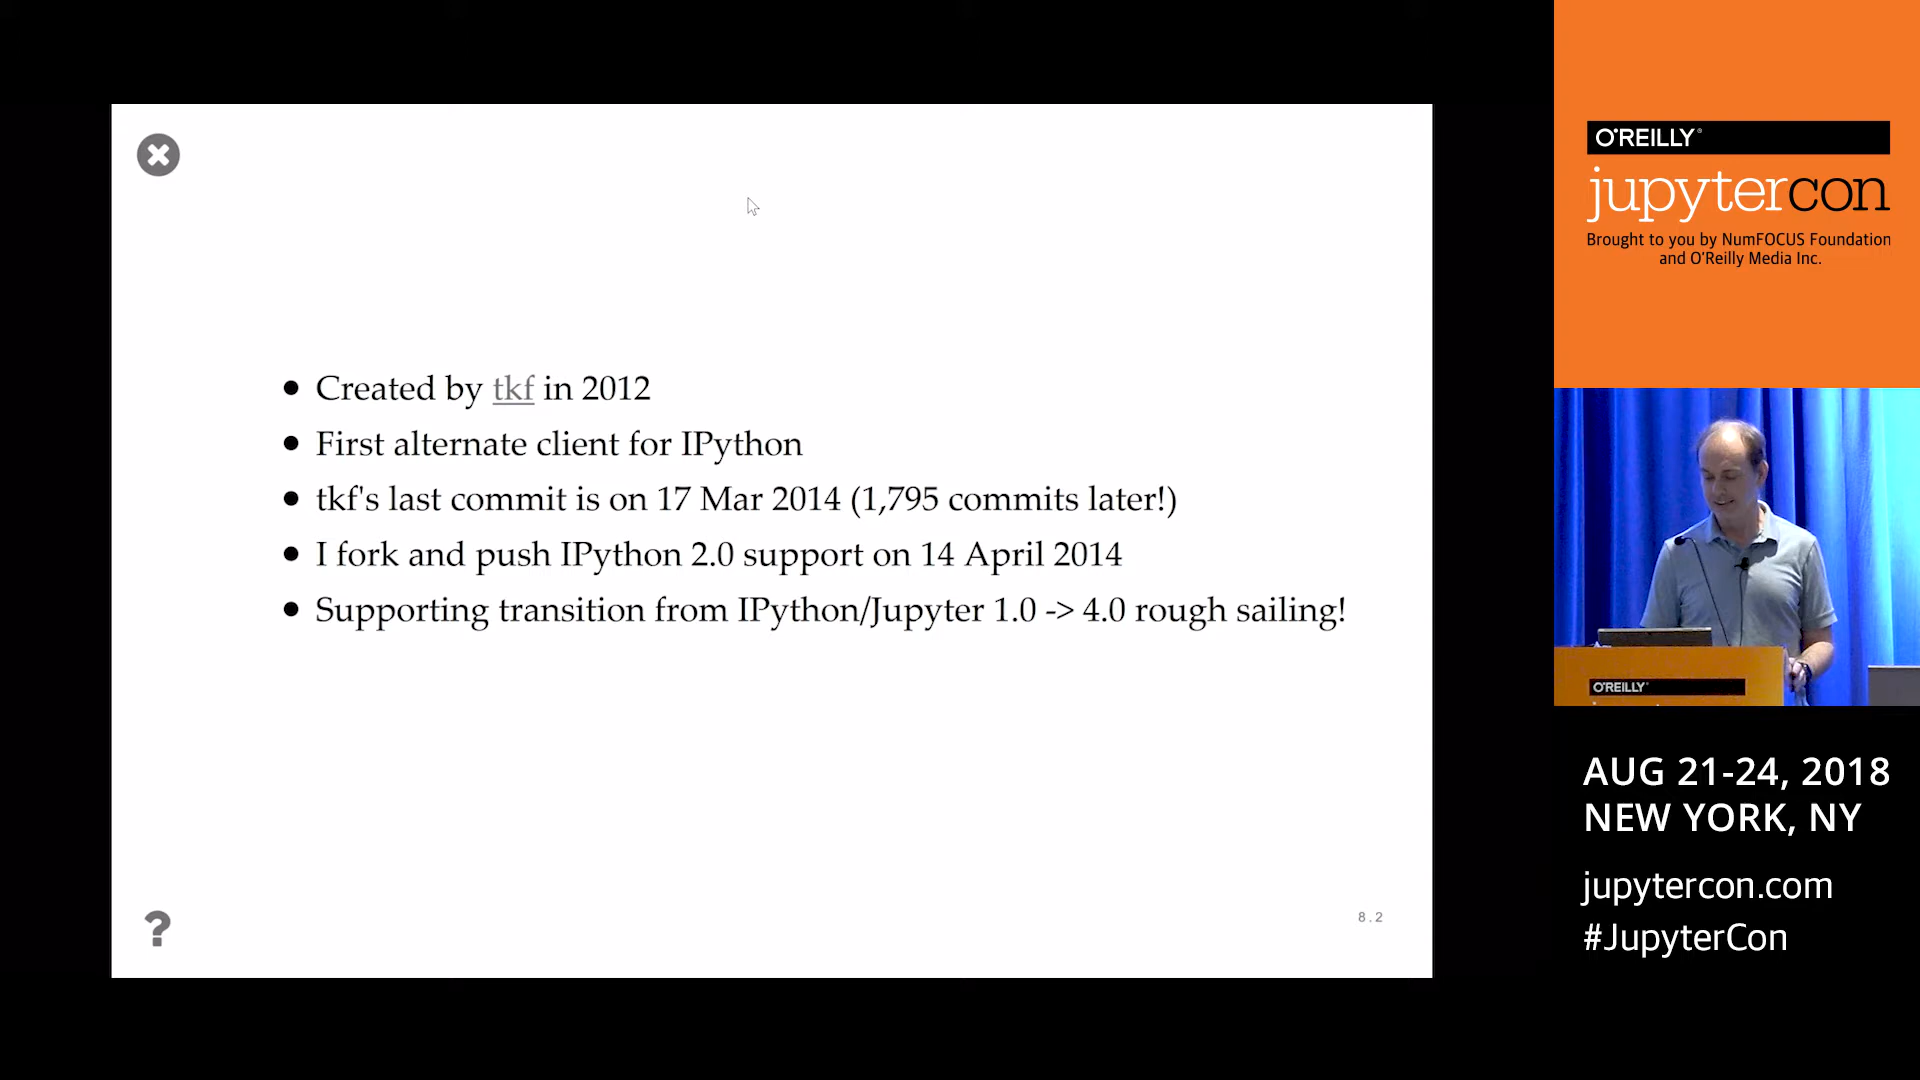 • Created by tkf in 2012
• First alternate client for IPython
• tkf's last commit is on 17 Mar 2014 (1,795 commits later!)
• I fork and push IPython 2.0 support on 14 April 2014
• Supporting transition from IPython/Jupyter 1.0 -> 4.0 rough sailing!
?
8.2
O'REILLY®
jupytercon
Brought to you by NumFOCUS Foundation
and O'Reilly Media Inc.
O'REILLY®
AUG 21-24, 2018
NEW YORK, NY
jupytercon.com
#JupyterCon